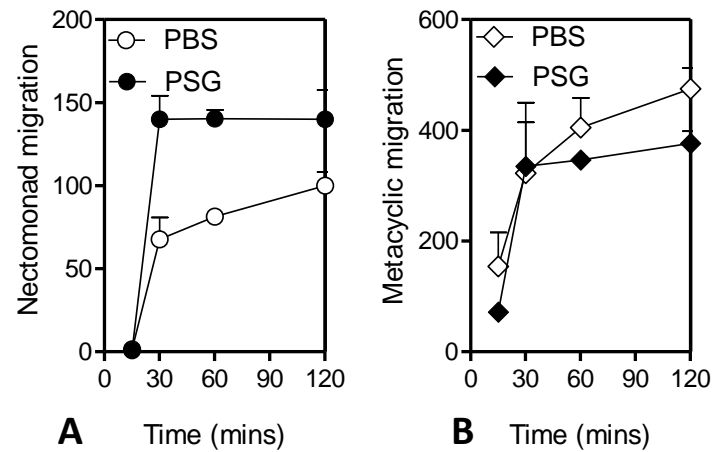 200
150
100
50
0
0 30 60 90 120
Nectomonad migration
PBS
PSG
A Time (mins)
600
400
200
0
0 30 60 90 120
Metacyclic migration
PBS
PSG
B Time (mins)